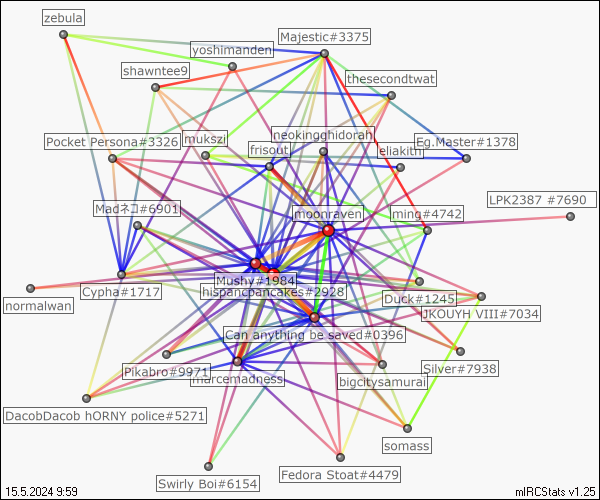 zebula
Majestic#3375
yoshimanden
shawntee9
thesecondtwat
mukszi
neokingghidorah
Pocket Persona#3326
frisout
eliakith
Eg.Master#1378
LPK2387 #7690
Madネコ#6901
moonraven
ming#4742
Mushy#1984
Cypha#1717
hispancpancakes#2928
Duck#1245
normalwan
JKOUYH VIII#7034
Can anything be saved#0396
Pikabro#9971
Silver#7938
marcemadness
bigcitysamurai
DacobDacob hORNY police#5271
somass
Fedora Stoat#4479
Swirly Boi#6154
15.5.2024 9:59
mIRCStats v1.25